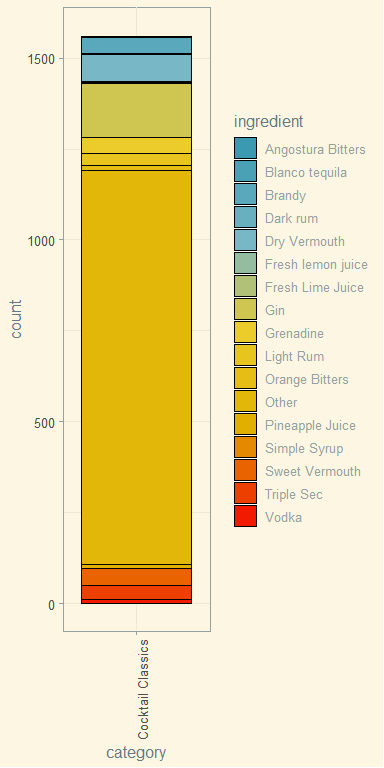 1500
1000
500
0
count
Cocktail Classics
category
ingredient
Angostura Bitters
Blanco tequila
Brandy
Dark rum
Dry Vermouth
Fresh lemon juice
Fresh Lime Juice
Gin
Grenadine
Light Rum
Orange Bitters
Other
Pineapple Juice
Simple Syrup
Sweet Vermouth
Triple Sec
Vodka